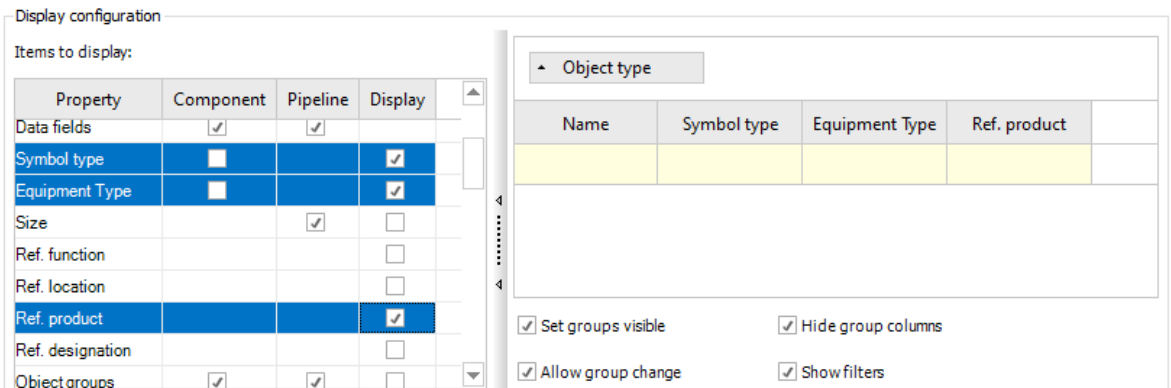 Display configuration
Items to display:
Property Component Pipeline Display
Data fields
Symbol type
Equipment Type
Size
Ref. function
Ref. location
Ref. product
Ref. designation
Object groups
Object type
Name Symbol type Equipment Type Ref. product
Set groups visible Hide group columns
Allow group change Show filters